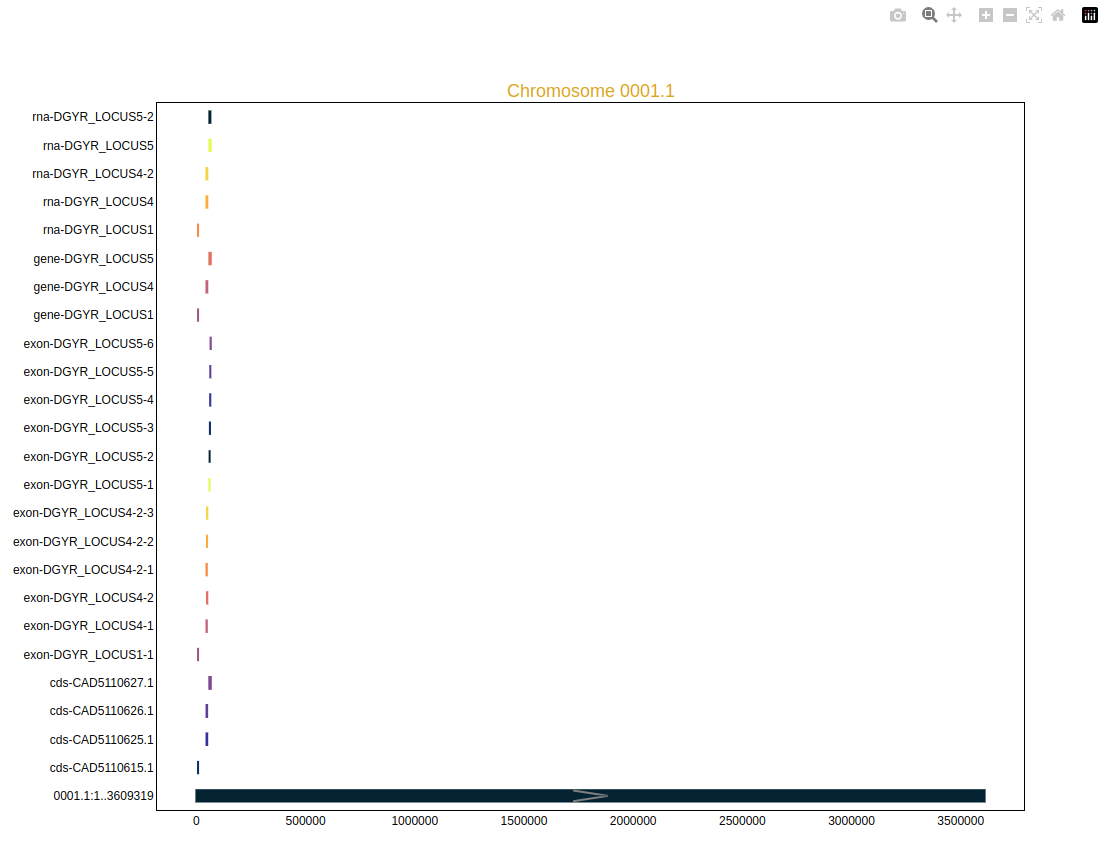 Chromosome 0001.1
rna-DGYR_LOCUS5-2
rna-DGYR_LOCUS5
rna-DGYR_LOCUS4-2
rna-DGYR_LOCUS4
rna-DGYR_LOCUS1
gene-DGYR_LOCUS5
gene-DGYR_LOCUS4
gene-DGYR_LOCUS1
exon-DGYR_LOCUS5-6
exon-DGYR_LOCUS5-5
exon-DGYR_LOCUS5-4
exon-DGYR_LOCUS5-3
exon-DGYR_LOCUS5-2
exon-DGYR_LOCUS5-1
exon-DGYR_LOCUS4-2-3
exon-DGYR_LOCUS4-2-2
exon-DGYR_LOCUS4-2-1
exon-DGYR_LOCUS4-2
exon-DGYR_LOCUS4-1
exon-DGYR_LOCUS1-1
cds-CAD5110627.1
cds-CAD5110626.1
cds-CAD5110625.1
cds-CAD5110615.1
0001.1:1..3609319
0 500000 1000000 1500000 2000000 2500000 3000000 3500000